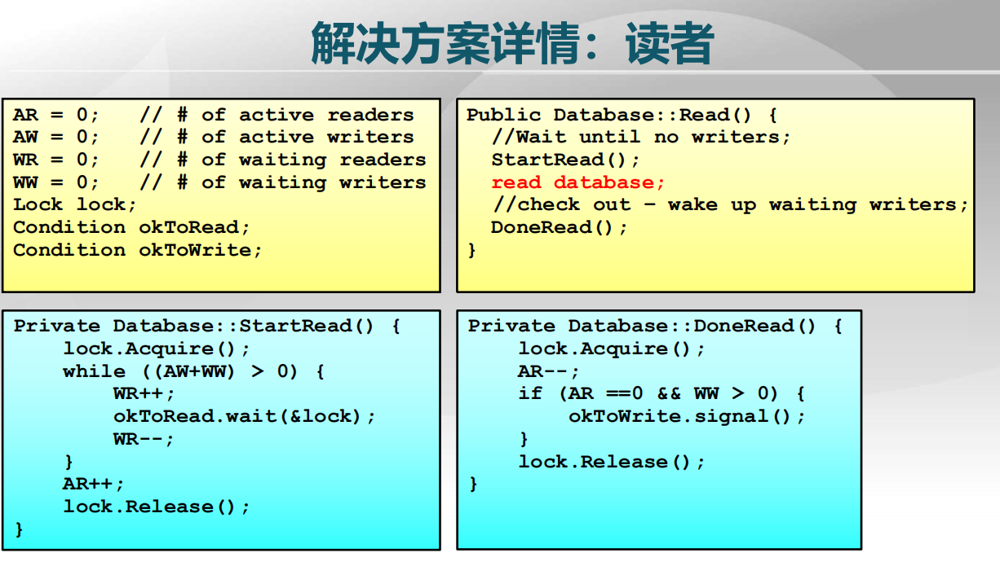 解决方案详情：读者
AR = 0;   // # of active readers
AW = 0;   // # of active writers
WR = 0;   // # of waiting readers
WW = 0;   // # of waiting writers
Lock lock;
Condition okToRead;
Condition okToWrite;
Public Database::Read() {
  //Wait until no writers;
  StartRead();
  read database;
  //check out – wake up waiting writers;
  DoneRead();
}
Private Database::StartRead() {
    lock.Acquire();
    while ((AW+WW) > 0) {
        WR++;
        okToRead.wait(&lock);
        WR--;
    }
    AR++;
    lock.Release();
}
Private Database::DoneRead() {
    lock.Acquire();
    AR--;
    if (AR ==0 && WW > 0) {
        okToWrite.signal();
    }
    lock.Release();
}